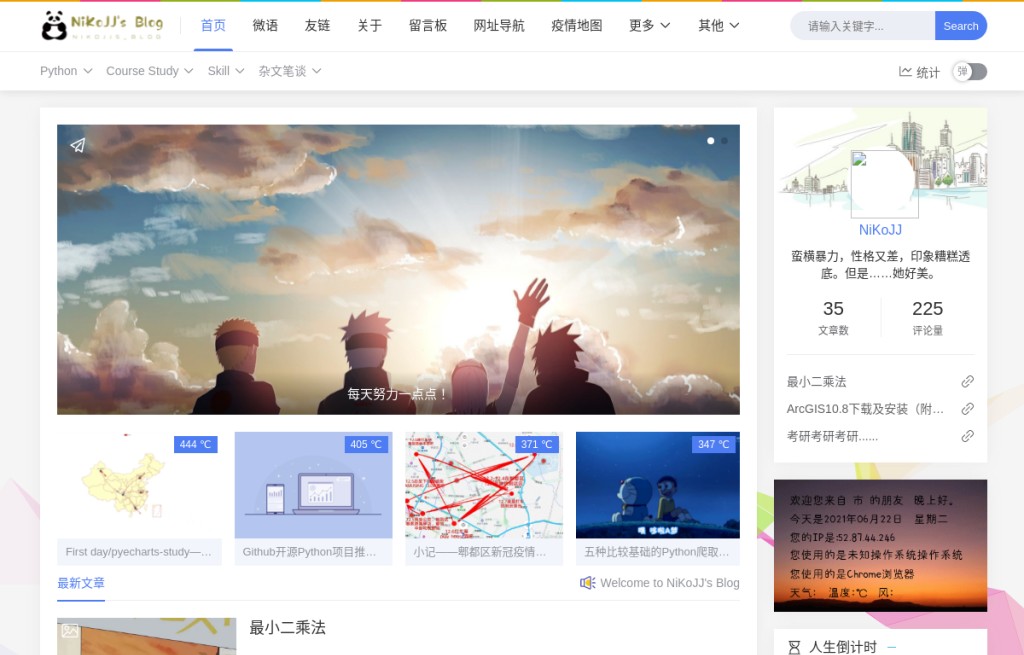 NiKoJJ's Blog
NIKOJJS_BLOG
首页 微语 友链 关于 留言板 网址导航 疫情地图 更多 其他
请输入关键字... Search
Python Course Study Skill 杂文笔谈
统计 弹
每天努力一点点！
NiKoJJ
蛮横暴力，性格又差，印象糟糕透
底。但是……她好美。
35 225
文章数 评论量
最小二乘法
ArcGIS10.8下载及安装（附...
考研考研考研......
444 ℃
405 ℃
371 ℃
347 ℃
First day/pyecharts-study—...
Github开源Python项目推...
小记——郫都区新冠疫情...
五种比较基础的Python爬取...
欢迎您来自 市 的朋友 晚上好。
今天是2021年06月22日 星期二
您的IP是:52.87.44.246
您使用的是未知操作系统操作系统
您使用的是Chrome浏览器
天气: 温度:℃ 风:
最新文章
Welcome to NiKoJJ's Blog
最小二乘法
人生倒计时